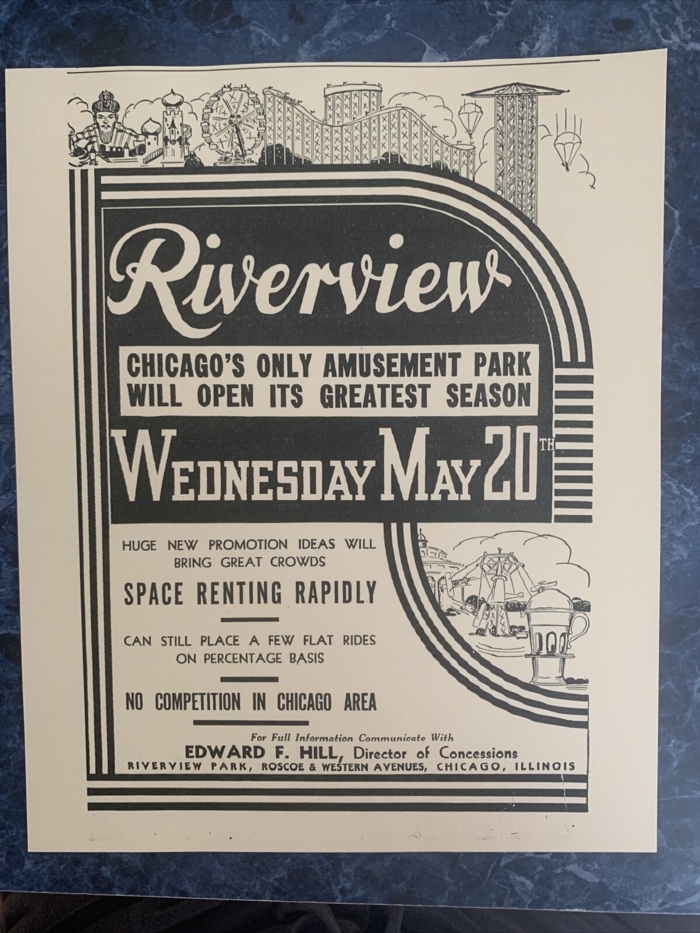 Riverview
CHICAGO'S ONLY AMUSEMENT PARK
WILL OPEN ITS GREATEST SEASON
WEDNESDAY MAY 20TH
HUGE NEW PROMOTION IDEAS WILL
BRING GREAT CROWDS
SPACE RENTING RAPIDLY
CAN STILL PLACE A FEW FLAT RIDES
ON PERCENTAGE BASIS
NO COMPETITION IN CHICAGO AREA
For Full Information Communicate With
EDWARD F. HILL, Director of Concessions
RIVERVIEW PARK, ROSCOE & WESTERN AVENUES, CHICAGO, ILLINOIS